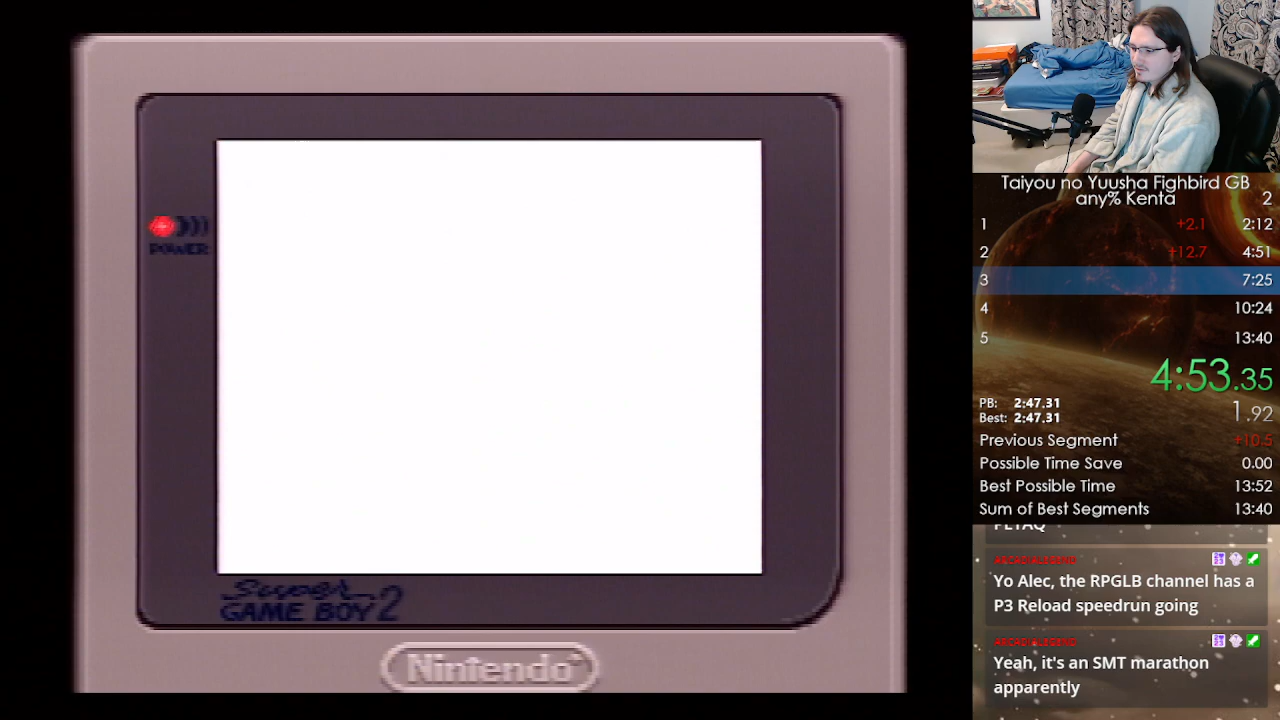 POWER
Super
GAME BOY 2
Nintendo
Taiyou no Yuusha Fighbird GB
any% Kenta
2
1 +2.1 2:12
2 +12.7 4:51
3 7:25
4 10:24
5 13:40
4:53.35
PB: 2:47.31
Best: 2:47.31
1.92
Previous Segment +10.5
Possible Time Save 0.00
Best Possible Time 13:52
Sum of Best Segments 13:40
Yo Alec, the RPGLB channel has a
P3 Reload speedrun going
Yeah, it's an SMT marathon
apparently